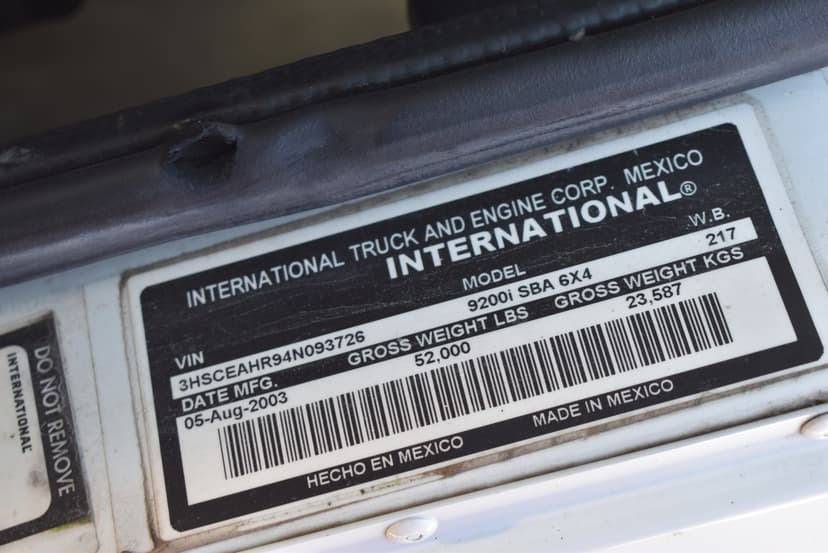 INTERNATIONAL TRUCK AND ENGINE CORP. MEXICO
INTERNATIONAL®
VIN MODEL W.B.
3HSCEAHR94N093726 9200i SBA 6X4 217
DATE MFG. GROSS WEIGHT LBS GROSS WEIGHT KGS
05-Aug-2003 52,000 23,587
HECHO EN MEXICO MADE IN MEXICO
DO NOT REMOVE
INTERNATIONAL